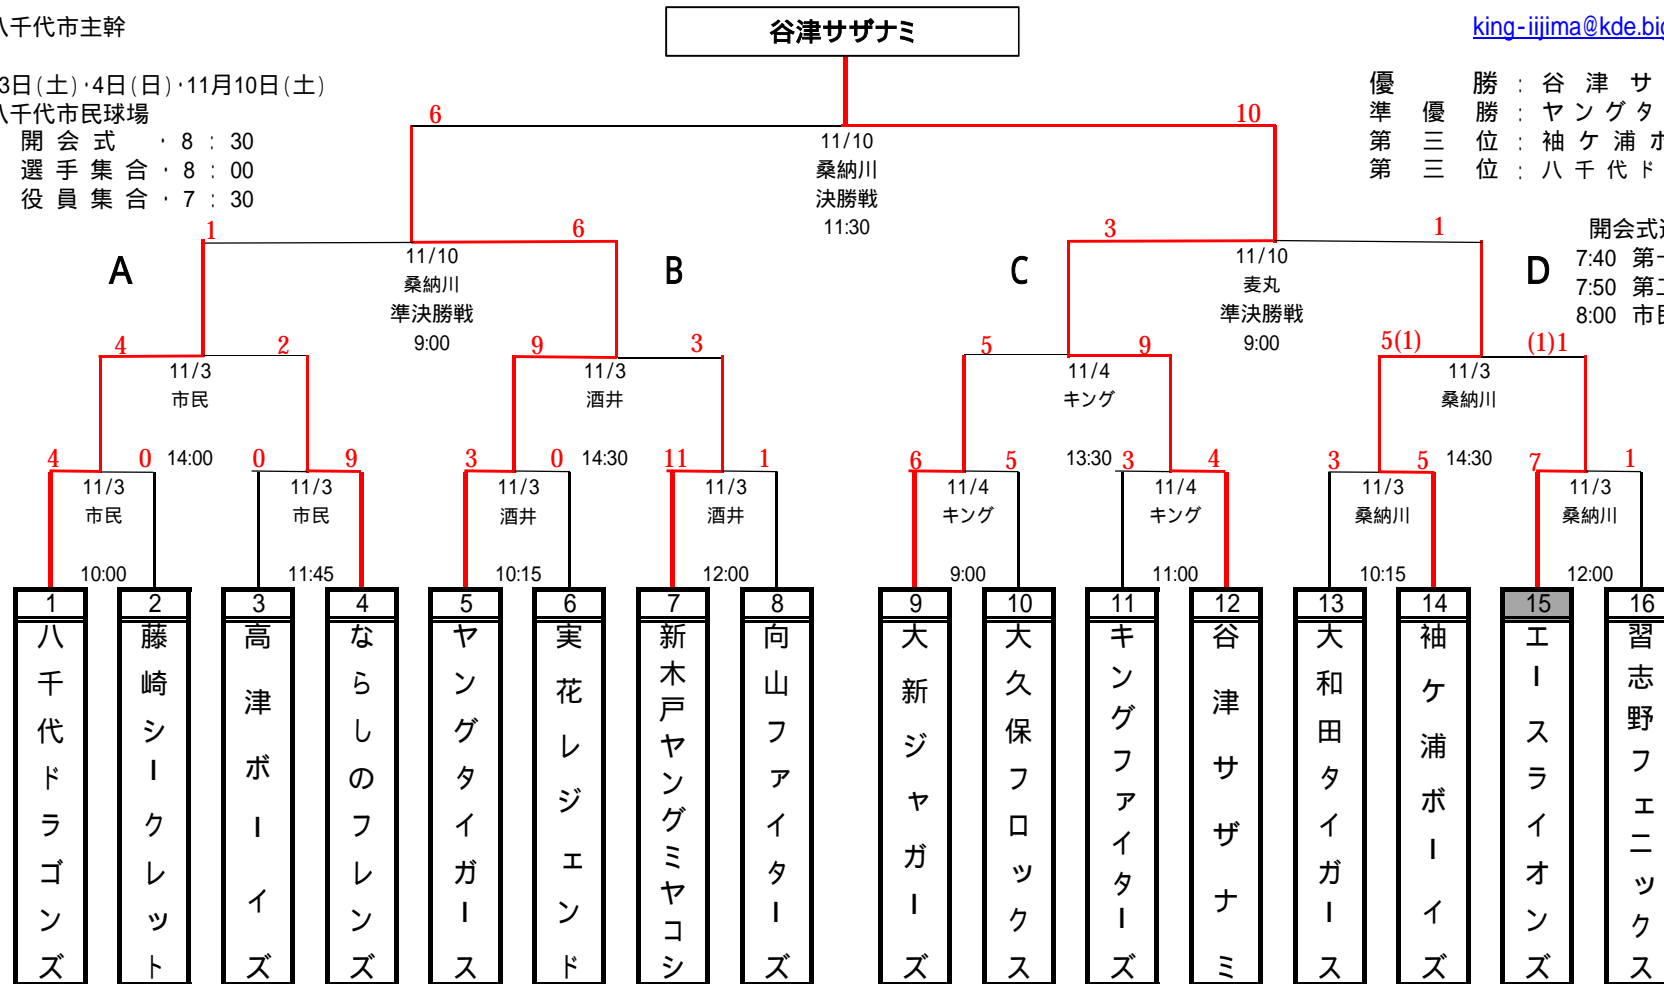 八千代市主幹
谷津サザナミ
king-iijima@kde.big
3日(土)・4日(日)・11月10日(土)
八千代市民球場
開会式 ・ 8 : 30
選手集合 ・ 8 : 00
役員集合 ・ 7 : 30
優勝 : 谷津サ
準優勝 : ヤングタ
第三位 : 袖ケ浦ボ
第三位 : 八千代ド
6 10
11/10
桑納川
決勝戦
11:30
開会式
7:40 第一
7:50 第二
8:00 市民
1 6 3 1
A B C D
11/10 11/10
桑納川 麦丸
準決勝戦 準決勝戦
9:00 9:00
4 2 9 3 5 9 5(1) (1)1
11/3 11/3 11/4 11/3
市民 酒井 キング 桑納川
14:00 14:30 13:30 14:30
4 0 0 9 3 0 11 1 6 5 3 4 3 5 7 1
11/3 11/3 11/3 11/3 11/4 11/4 11/3 11/3
市民 市民 酒井 酒井 キング キング 桑納川 桑納川
10:00 11:45 10:15 12:00 9:00 11:00 10:15 12:00
1 2 3 4 5 6 7 8 9 10 11 12 13 14 15 16
八千代ドラゴンズ
藤崎シークレット
高津ボーイズ
ならしのフレンズ
ヤングタイガース
実花レジェンド
新木戸ヤングミヤコシ
向山ファイターズ
大新ジャガーズ
大久保フロックス
キングファイターズ
谷津サザナミ
大和田タイガース
袖ケ浦ボーイズ
エースライオンズ
習志野フェニックス